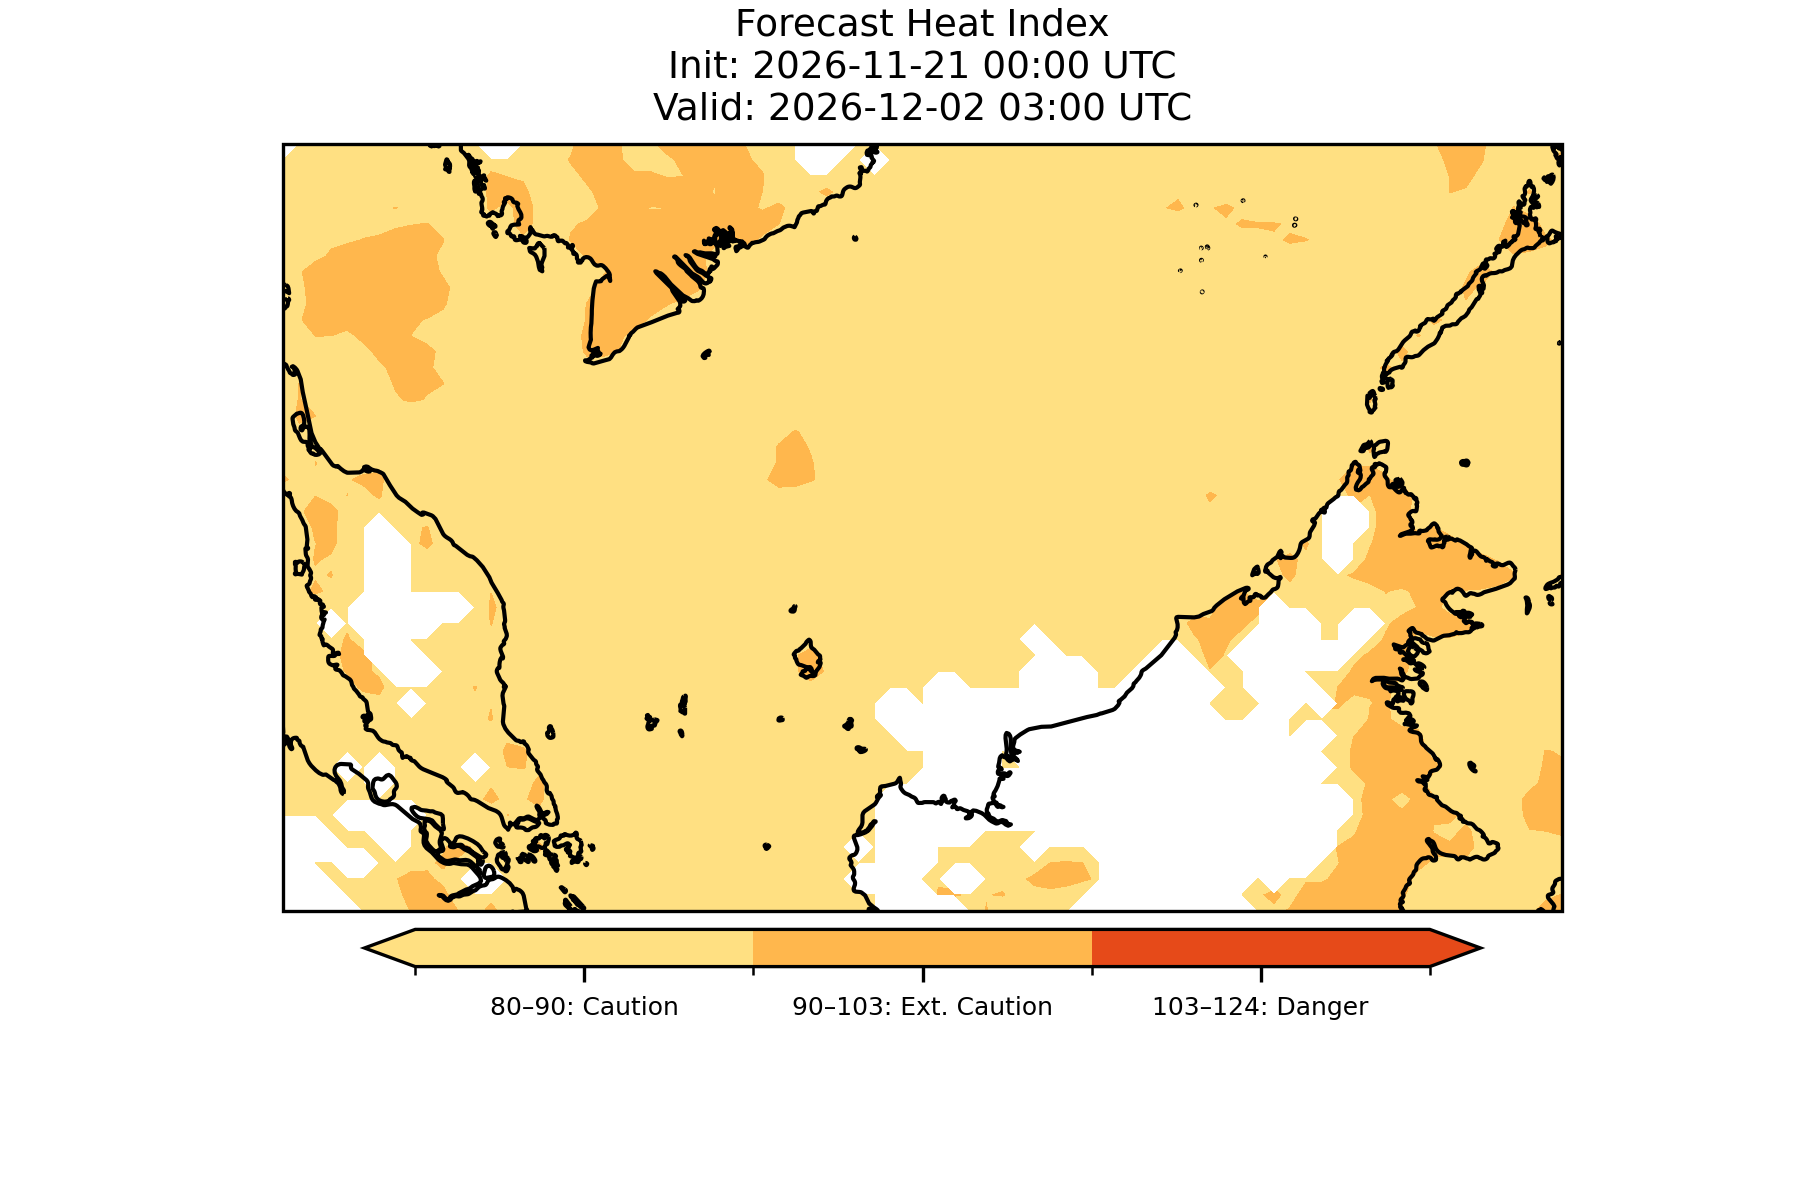 Forecast Heat Index
Init: 2026-11-21 00:00 UTC
Valid: 2026-12-02 03:00 UTC
80–90: Caution
90–103: Ext. Caution
103–124: Danger